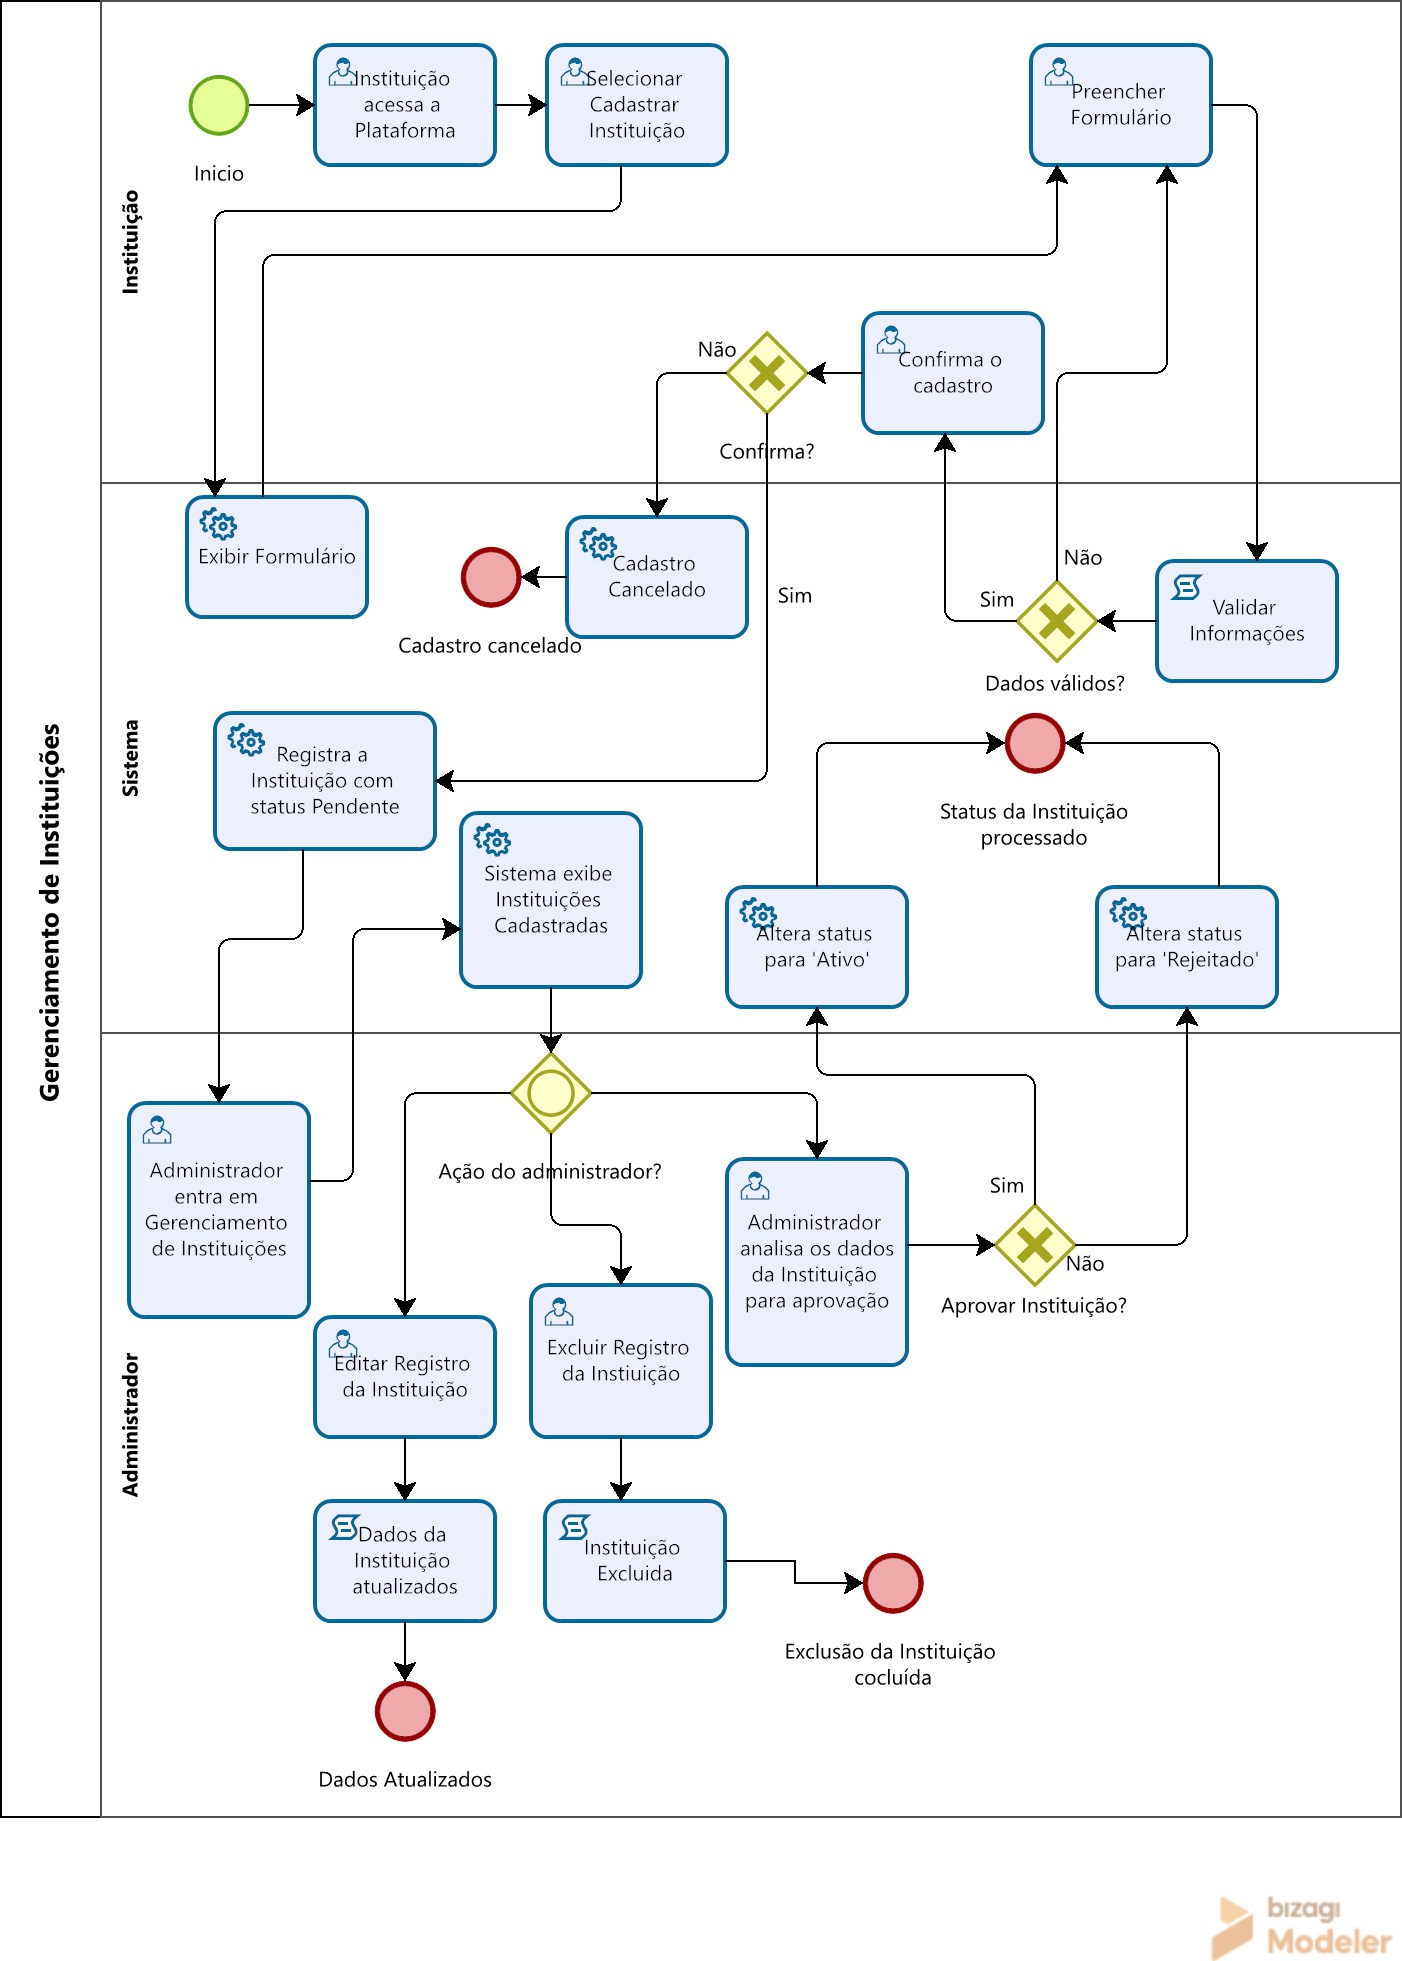 Gerenciamento de Instituições
Instituição
Inicio
Instituição
acessa a
Plataforma
Selecionar
Cadastrar
Instituição
Preencher
Formulário
Não
Confirma?
Confirma o
cadastro
Sistema
Exibir Formulário
Cadastro
Cancelado
Cadastro cancelado
Sim
Não
Sim
Dados válidos?
Validar
Informações
Registra a
Instituição com
status Pendente
Sistema exibe
Instituições
Cadastradas
Status da Instituição
processado
Altera status
para 'Ativo'
Altera status
para 'Rejeitado'
Administrador
Administrador
entra em
Gerenciamento
de Instituições
Ação do administrador?
Administrador
analisa os dados
da Instituição
para aprovação
Sim
Não
Aprovar Instituição?
Editar Registro
da Instituição
Excluir Registro
da Instiuição
Dados da
Instituição
atualizados
Instituição
Excluida
Exclusão da Instituição
cocluída
Dados Atualizados
bizagi
Modeler